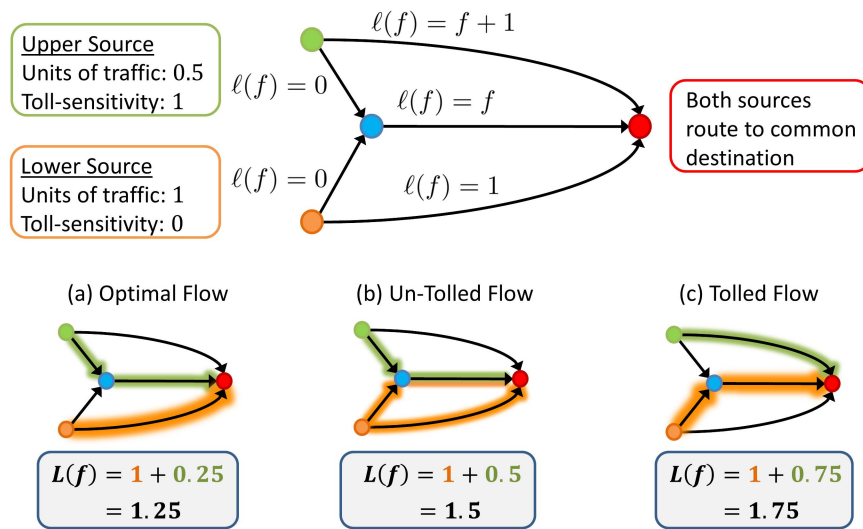 Upper Source
Units of traffic: 0.5
Toll-sensitivity: 1
ℓ(f) = f + 1
ℓ(f) = 0
ℓ(f) = f
Both sources
route to common
destination
Lower Source
Units of traffic: 1
Toll-sensitivity: 0
ℓ(f) = 0
ℓ(f) = 1
(a) Optimal Flow
(b) Un-Tolled Flow
(c) Tolled Flow
L(f) = 1 + 0.25
= 1.25
L(f) = 1 + 0.5
= 1.5
L(f) = 1 + 0.75
= 1.75